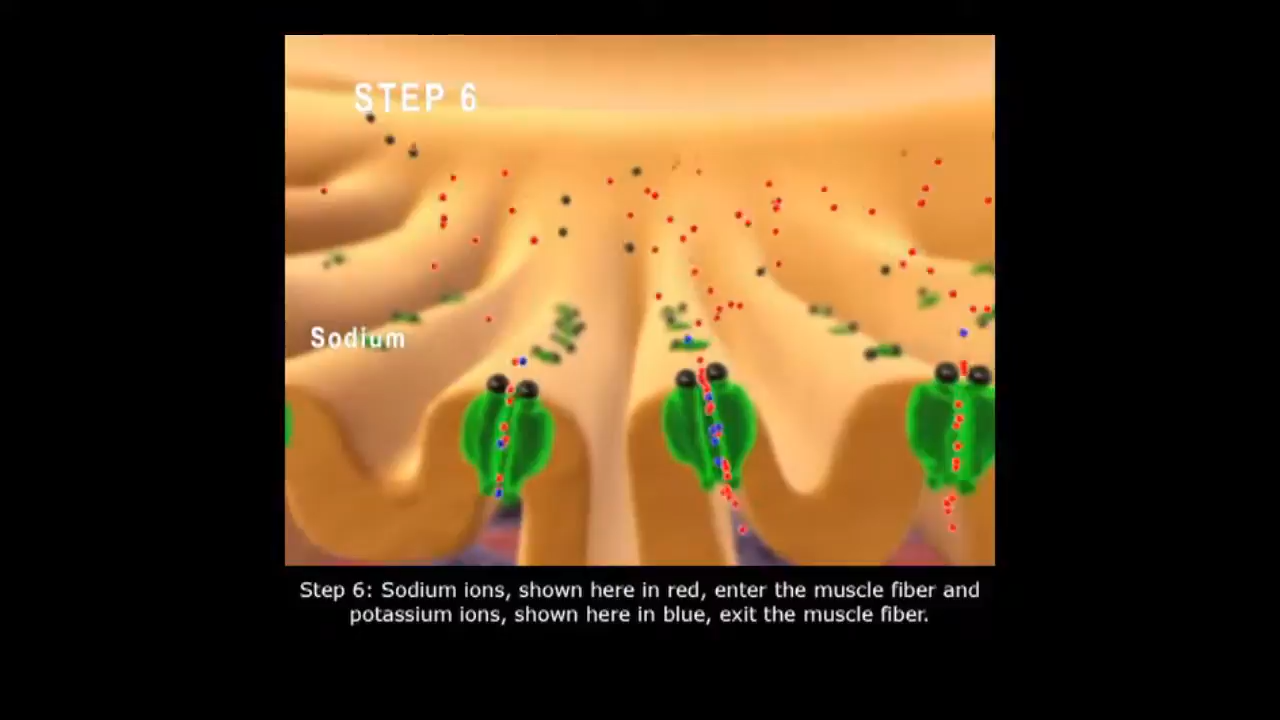 STEP 6
Sodium
Step 6: Sodium ions, shown here in red, enter the muscle fiber and
potassium ions, shown here in blue, exit the muscle fiber.